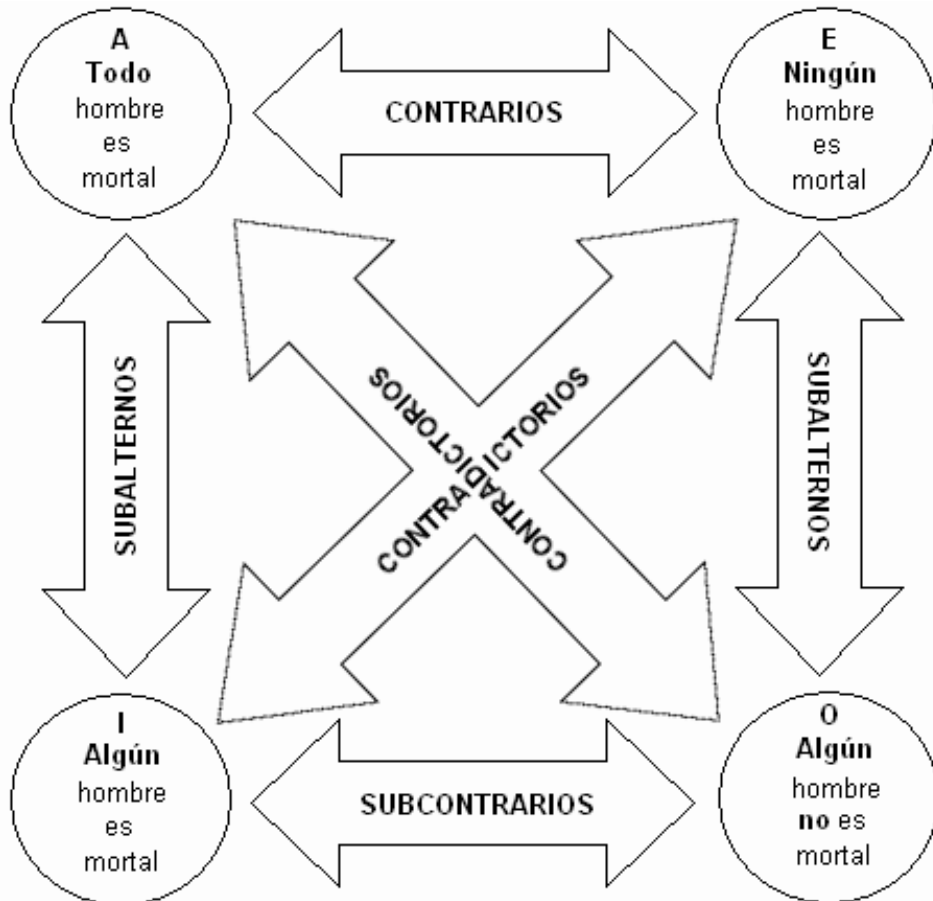 A
Todo
hombre
es
mortal
CONTRARIOS
E
Ningún
hombre
es
mortal
SUBALTERNOS
CONTRADICTORIOS
CONTRADICTORIOS
SUBALTERNOS
I
Algún
hombre
es
mortal
SUBCONTRARIOS
O
Algún
hombre
no es
mortal